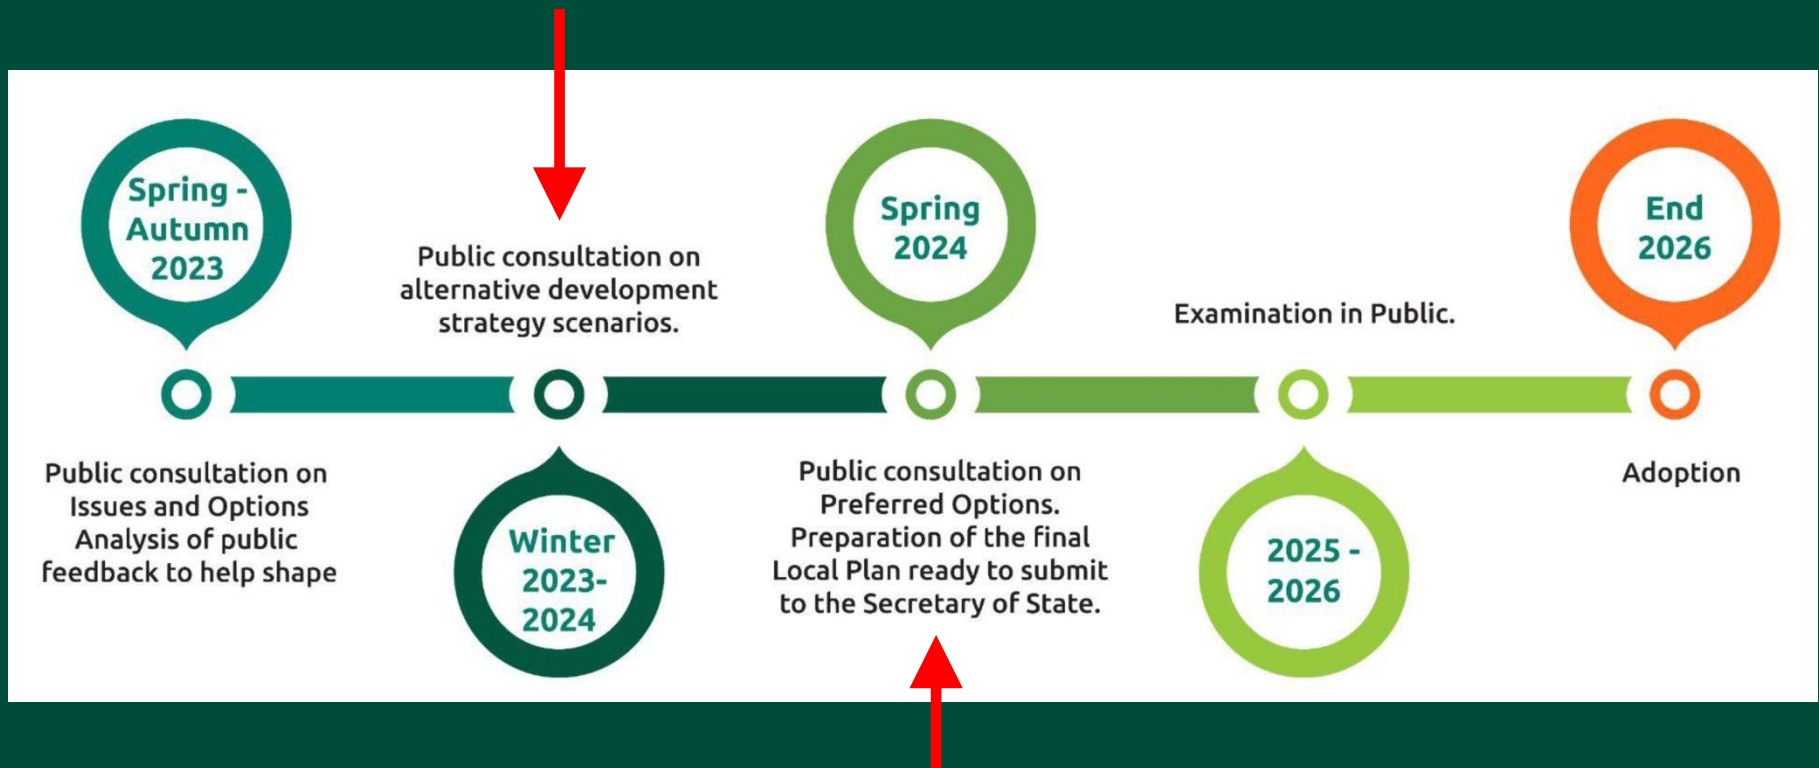 Spring -
Autumn
2023
Public consultation on
Issues and Options
Analysis of public
feedback to help shape
Public consultation on
alternative development
strategy scenarios.
Winter
2023-
2024
Spring
2024
Public consultation on
Preferred Options.
Preparation of the final
Local Plan ready to submit
to the Secretary of State.
Examination in Public.
2025 -
2026
End
2026
Adoption